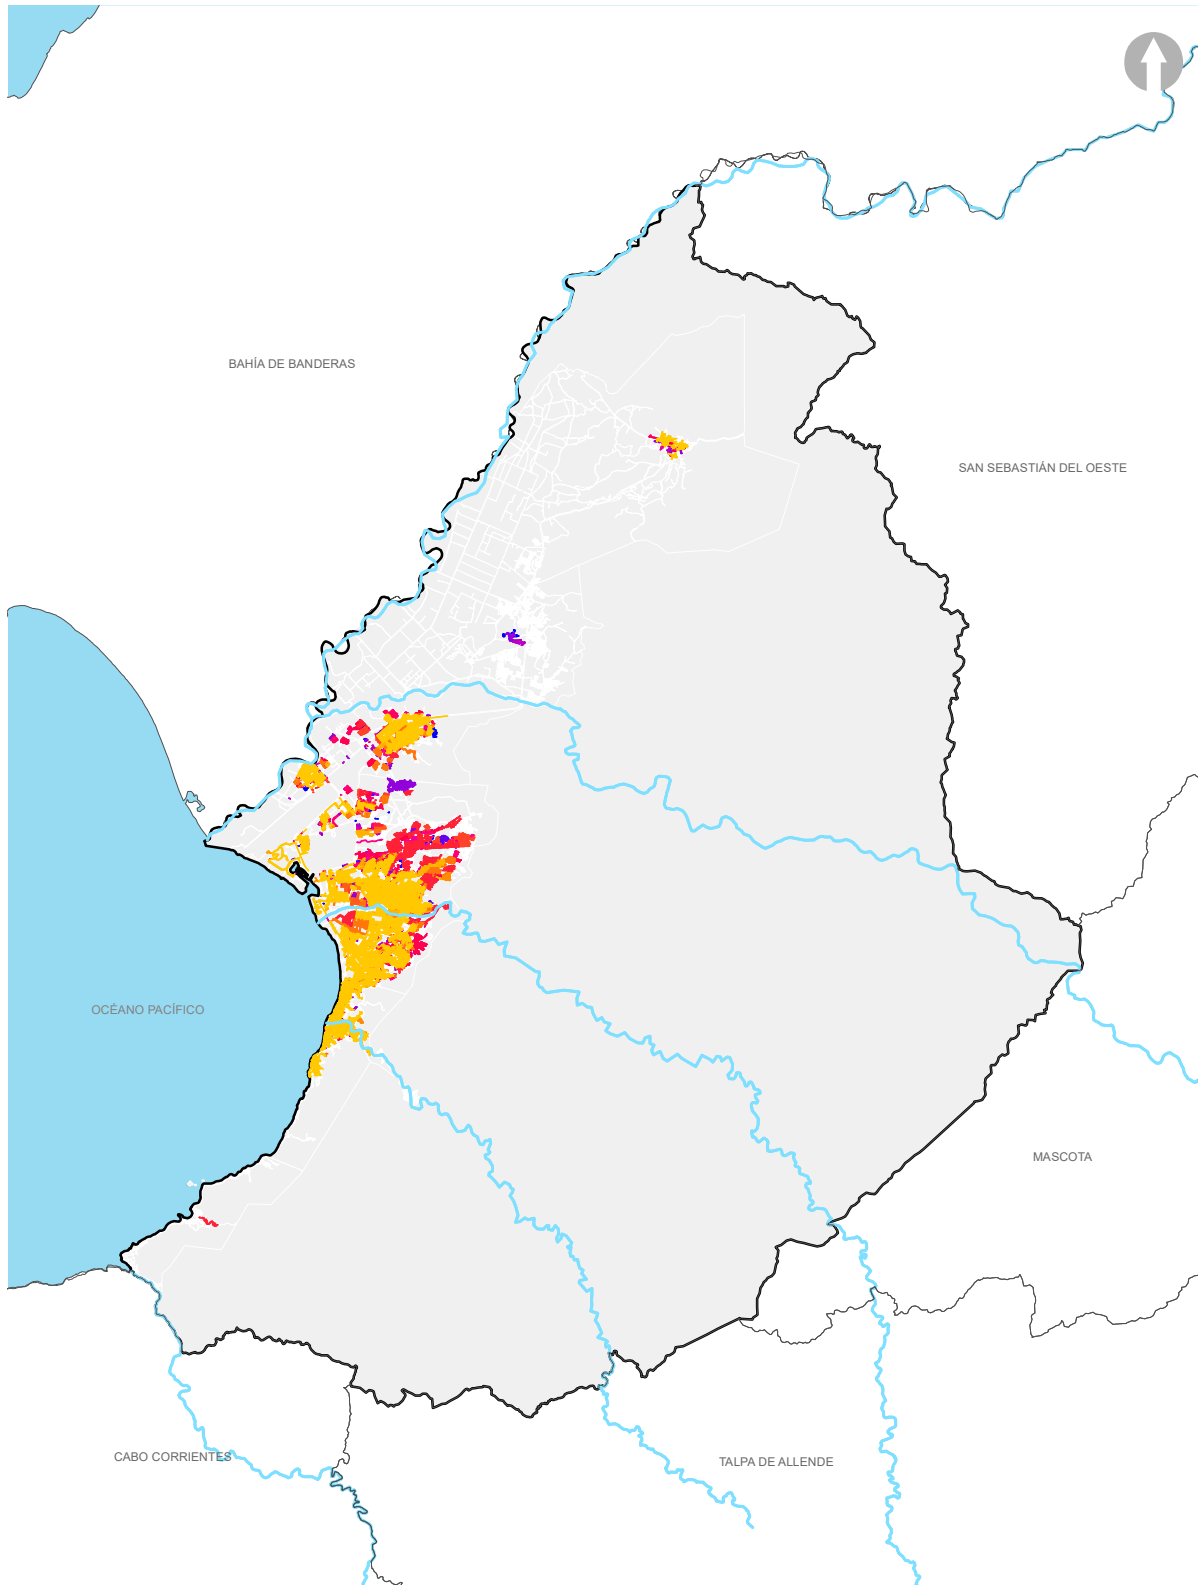 BAHÍA DE BANDERAS
SAN SEBASTIÁN DEL OESTE
OCÉANO PACÍFICO
MASCOTA
CABO CORRIENTES
TALPA DE ALLENDE